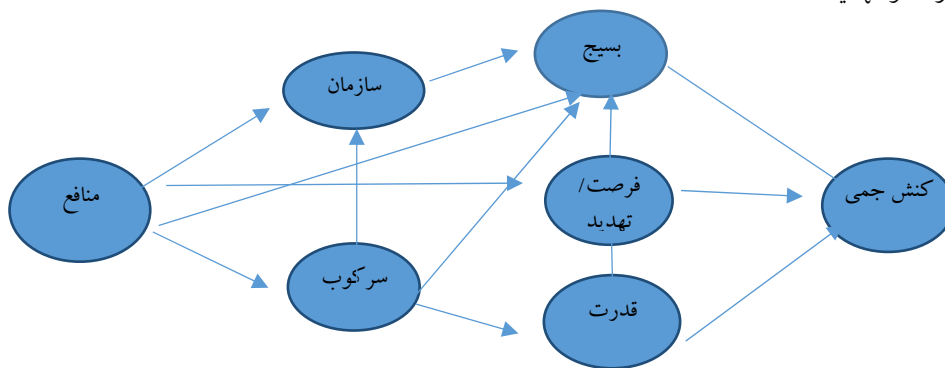 بسیج
سازمان
منافع
فرصت/
تهدید
کنش جمی
سرکوب
قدرت